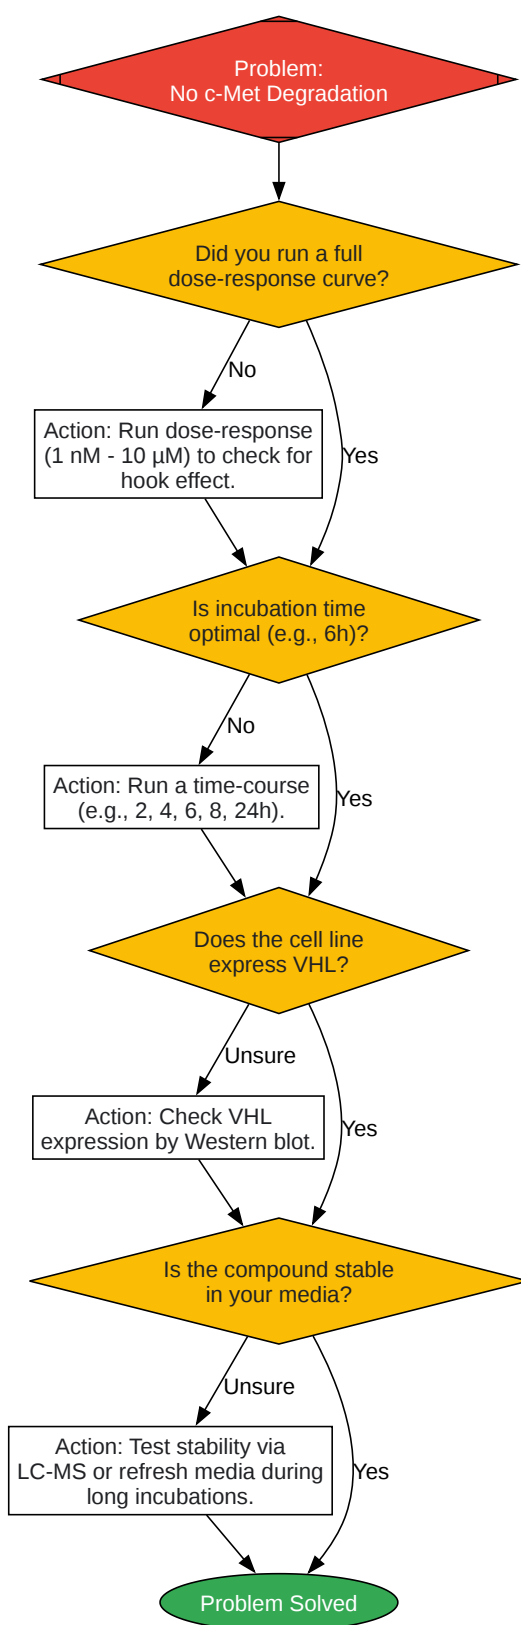 Problem:
No c-Met Degradation
Did you run a full
dose-response curve?
No
Action: Run dose-response
(1 nM - 10 µM) to check for
hook effect.
Yes
Is incubation time
optimal (e.g., 6h)?
No
Action: Run a time-course
(e.g., 2, 4, 6, 8, 24h).
Yes
Does the cell line
express VHL?
Unsure
Action: Check VHL
expression by Western blot.
Yes
Is the compound stable
in your media?
Unsure
Action: Test stability via
LC-MS or refresh media during
long incubations.
Yes
Problem Solved